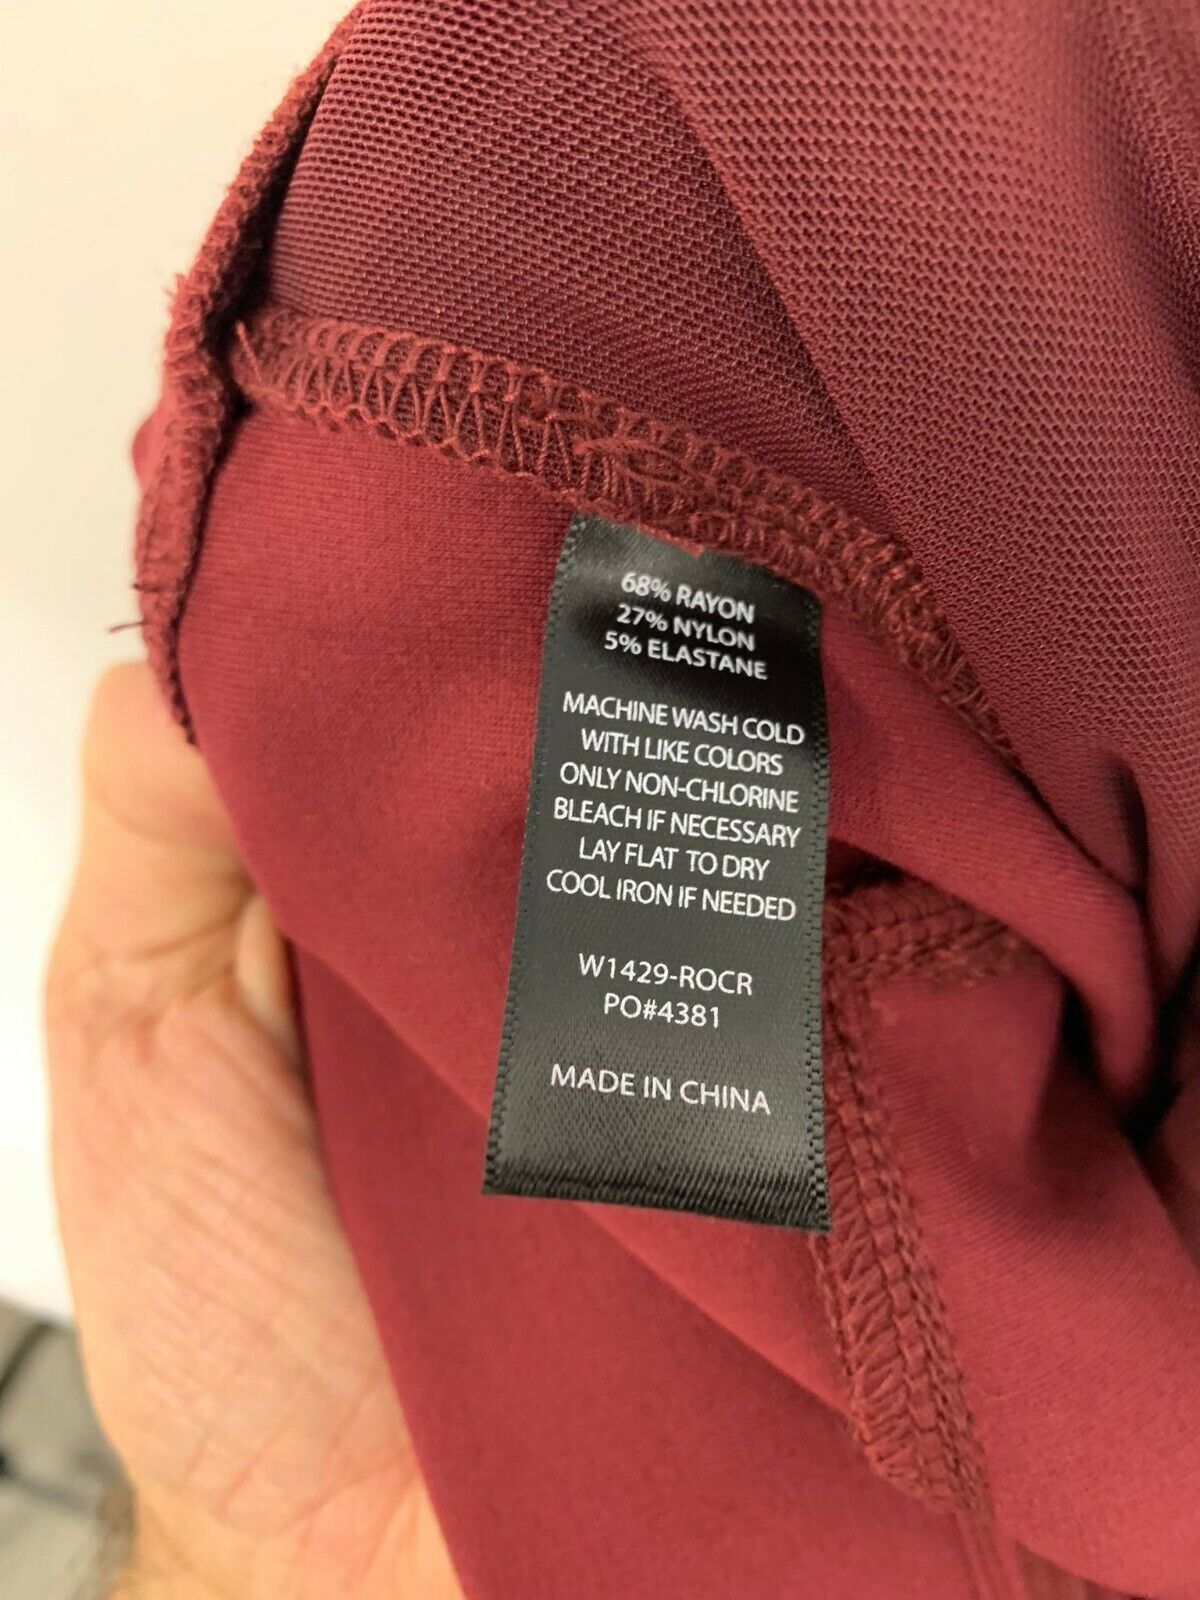 68% RAYON
27% NYLON
5% ELASTANE
MACHINE WASH COLD
WITH LIKE COLORS
ONLY NON-CHLORINE
BLEACH IF NECESSARY
LAY FLAT TO DRY
COOL IRON IF NEEDED
W1429-ROCR
PO#4381
MADE IN CHINA